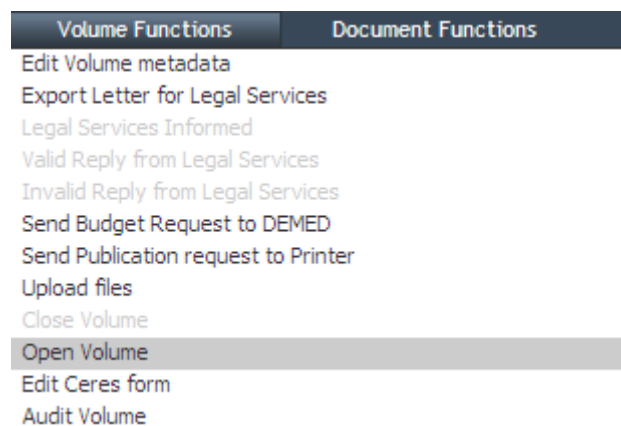 Volume Functions Document Functions
Edit Volume metadata
Export Letter for Legal Services
Legal Services Informed
Valid Reply from Legal Services
Invalid Reply from Legal Services
Send Budget Request to DEMED
Send Publication request to Printer
Upload files
Close Volume
Open Volume
Edit Ceres form
Audit Volume